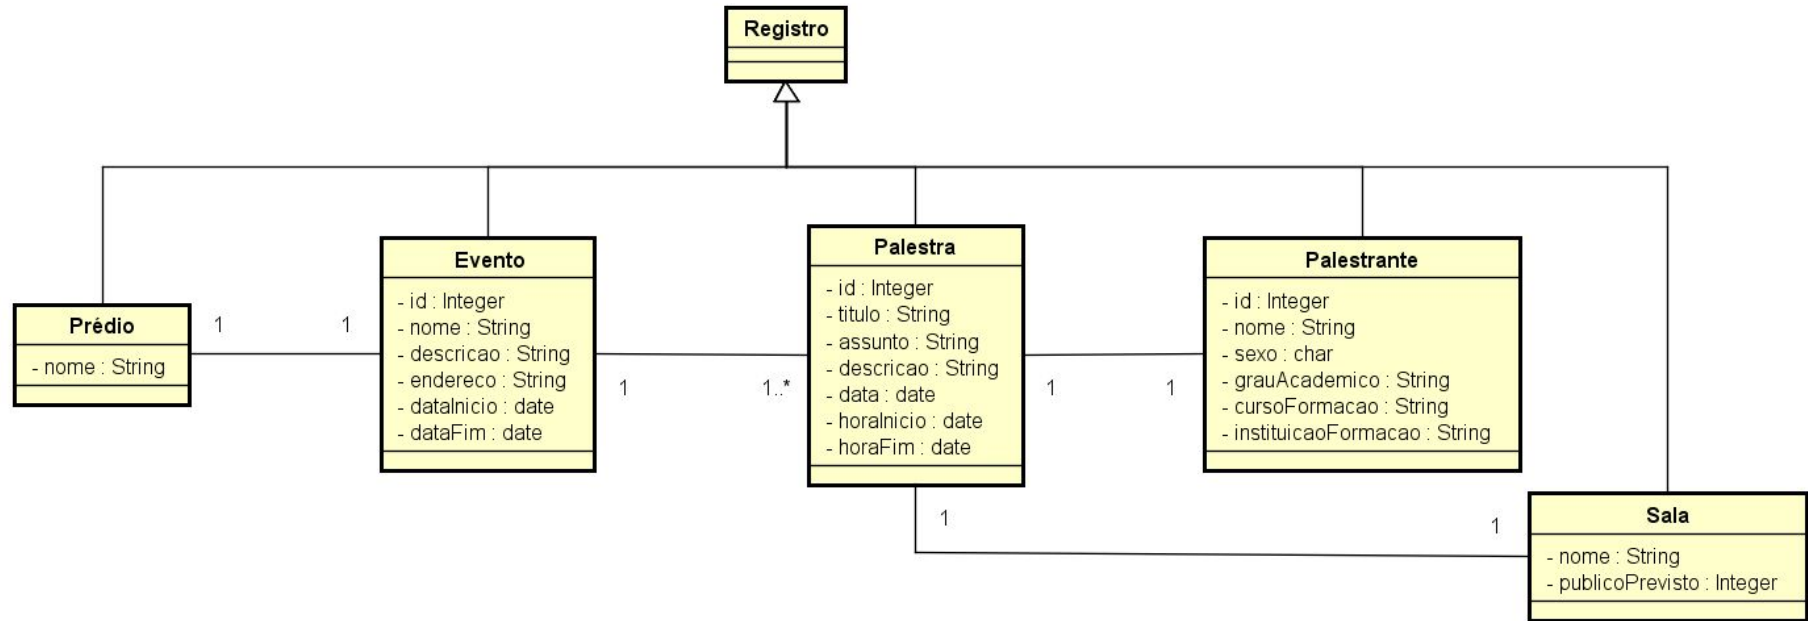 Registro
Prédio
- nome : String
1
1
Evento
- id : Integer
- nome : String
- descricao : String
- endereco : String
- dataInicio : date
- dataFim : date
1
1..*
Palestra
- id : Integer
- titulo : String
- assunto : String
- descricao : String
- data : date
- horaInicio : date
- horaFim : date
1
1
Palestrante
- id : Integer
- nome : String
- sexo : char
- grauAcademico : String
- cursoFormacao : String
- instituicaoFormacao : String
1
1
Sala
- nome : String
- publicoPrevisto : Integer